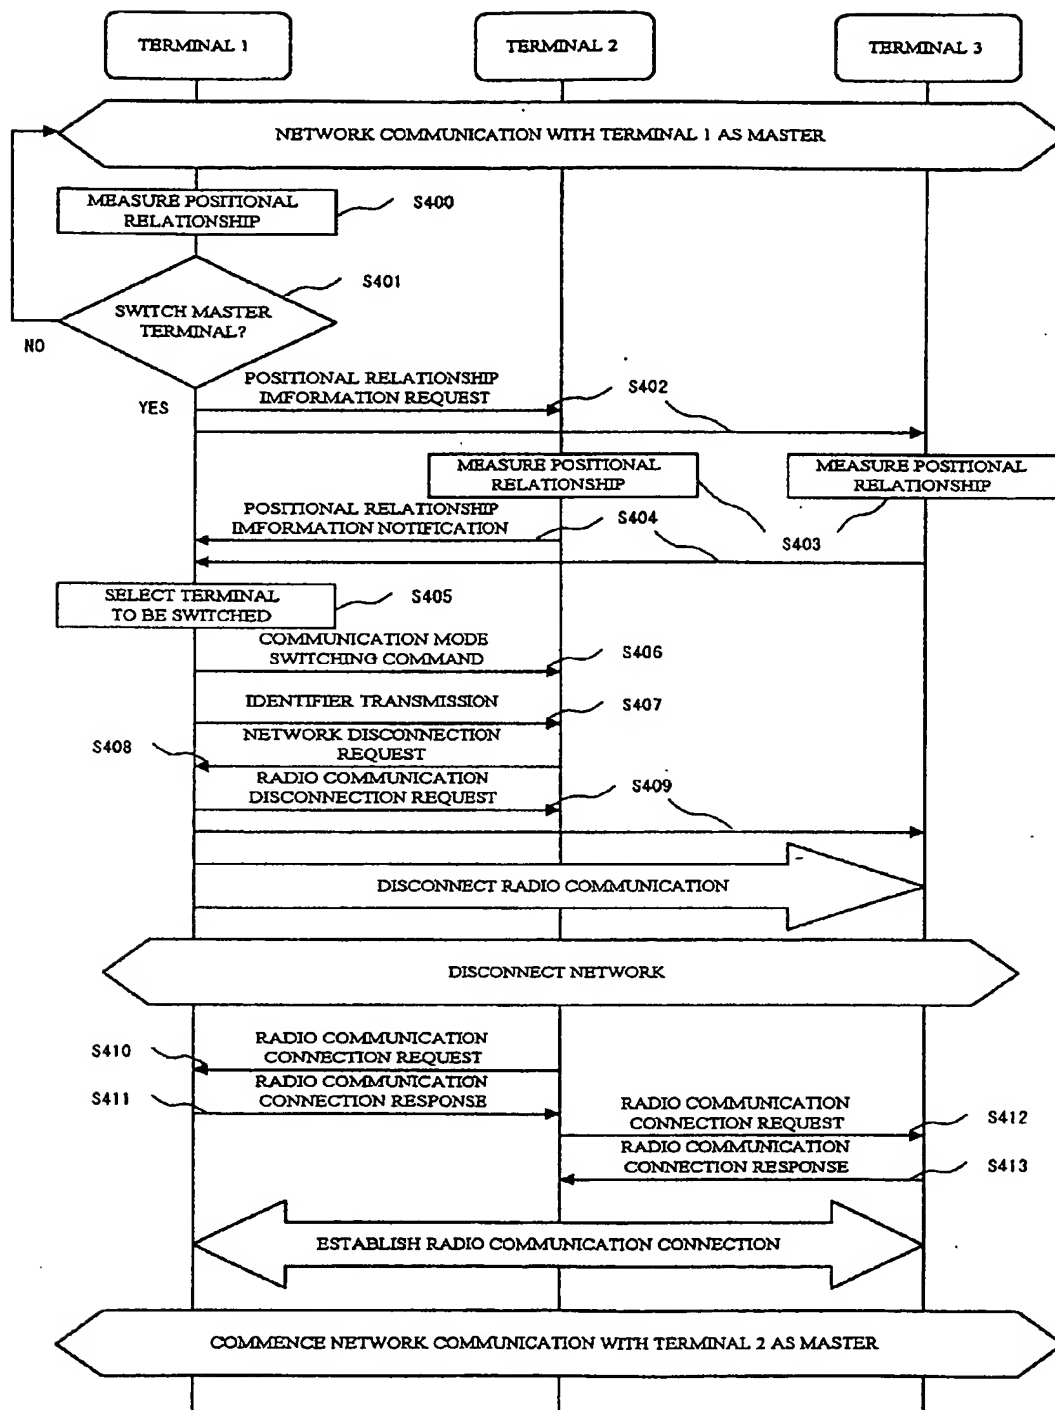 TERMINAL 1
TERMINAL 2
TERMINAL 3
NETWORK COMMUNICATION WITH TERMINAL 1 AS MASTER
MEASURE POSITIONAL
RELATIONSHIP
S400
S401
SWITCH MASTER
TERMINAL?
NO
YES
POSITIONAL RELATIONSHIP
IMFORMATION REQUEST
S402
MEASURE POSITIONAL
RELATIONSHIP
MEASURE POSITIONAL
RELATIONSHIP
S403
POSITIONAL RELATIONSHIP
IMFORMATION NOTIFICATION
S404
SELECT TERMINAL
TO BE SWITCHED
S405
COMMUNICATION MODE
SWITCHING COMMAND
S406
IDENTIFIER TRANSMISSION
S407
NETWORK DISCONNECTION
REQUEST
S408
RADIO COMMUNICATION
DISCONNECTION REQUEST
S409
DISCONNECT RADIO COMMUNICATION
DISCONNECT NETWORK
RADIO COMMUNICATION
CONNECTION REQUEST
S410
RADIO COMMUNICATION
CONNECTION RESPONSE
S411
RADIO COMMUNICATION
CONNECTION REQUEST
S412
RADIO COMMUNICATION
CONNECTION RESPONSE
S413
ESTABLISH RADIO COMMUNICATION CONNECTION
COMMENCE NETWORK COMMUNICATION WITH TERMINAL 2 AS MASTER